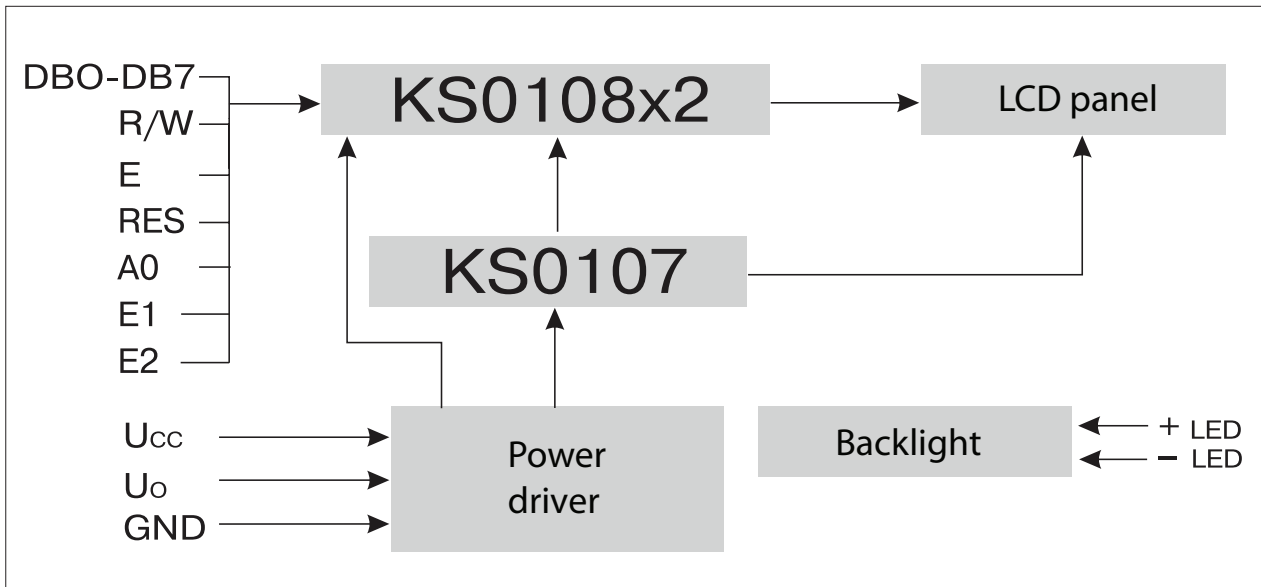 DBO-DB7
R/W
E
RES
A0
E1
E2
KS0108x2
LCD panel
KS0107
UCC
UO
GND
Power
driver
Backlight
+ LED
− LED